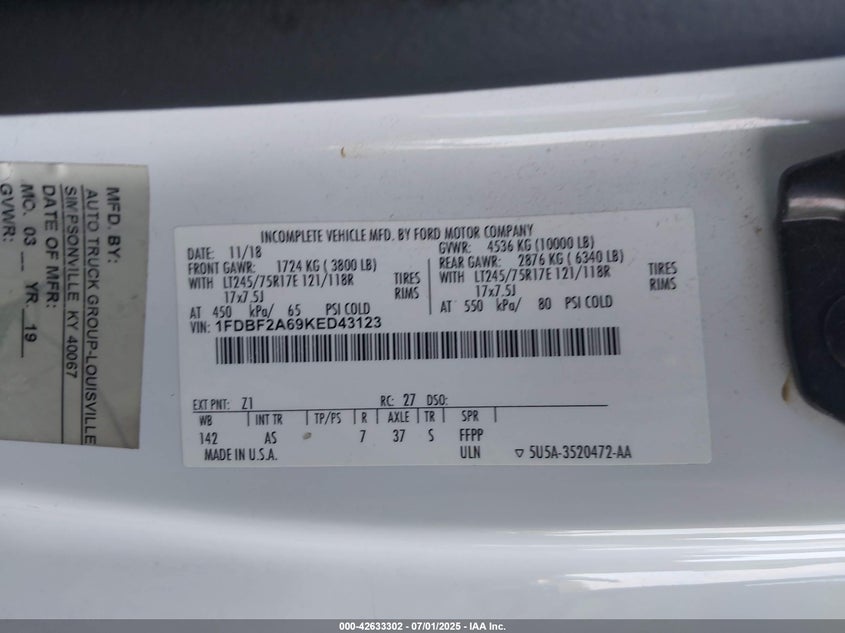 MFD. BY:
AUTO TRUCK GROUP-LOUISVILLE
SIMPSONVILLE, KY 40067
DATE OF MFR:
MO. 03 YR. 19
GVWR:
INCOMPLETE VEHICLE MFD. BY FORD MOTOR COMPANY
DATE: 11/18 GVWR: 4536 KG (10000 LB)
FRONT GAWR: 1724 KG ( 3800 LB) REAR GAWR: 2876 KG ( 6340 LB)
WITH LT245/75R17E 121/118R TIRES WITH LT245/75R17E 121/118R TIRES
17x7.5J RIMS 17x7.5J RIMS
AT 450 kPa/ 65 PSI COLD AT 550 kPa/ 80 PSI COLD
VIN: 1FDBF2A69KED43123
EXT PNT: Z1 RC: 27 DSO:
WB INT TR TP/PS R AXLE TR SPR
142 AS 7 37 S FFPP
MADE IN U.S.A. ULN ▽ 5U5A-3520472-AA
000-42633302 - 07/01/2025 - IAA Inc.